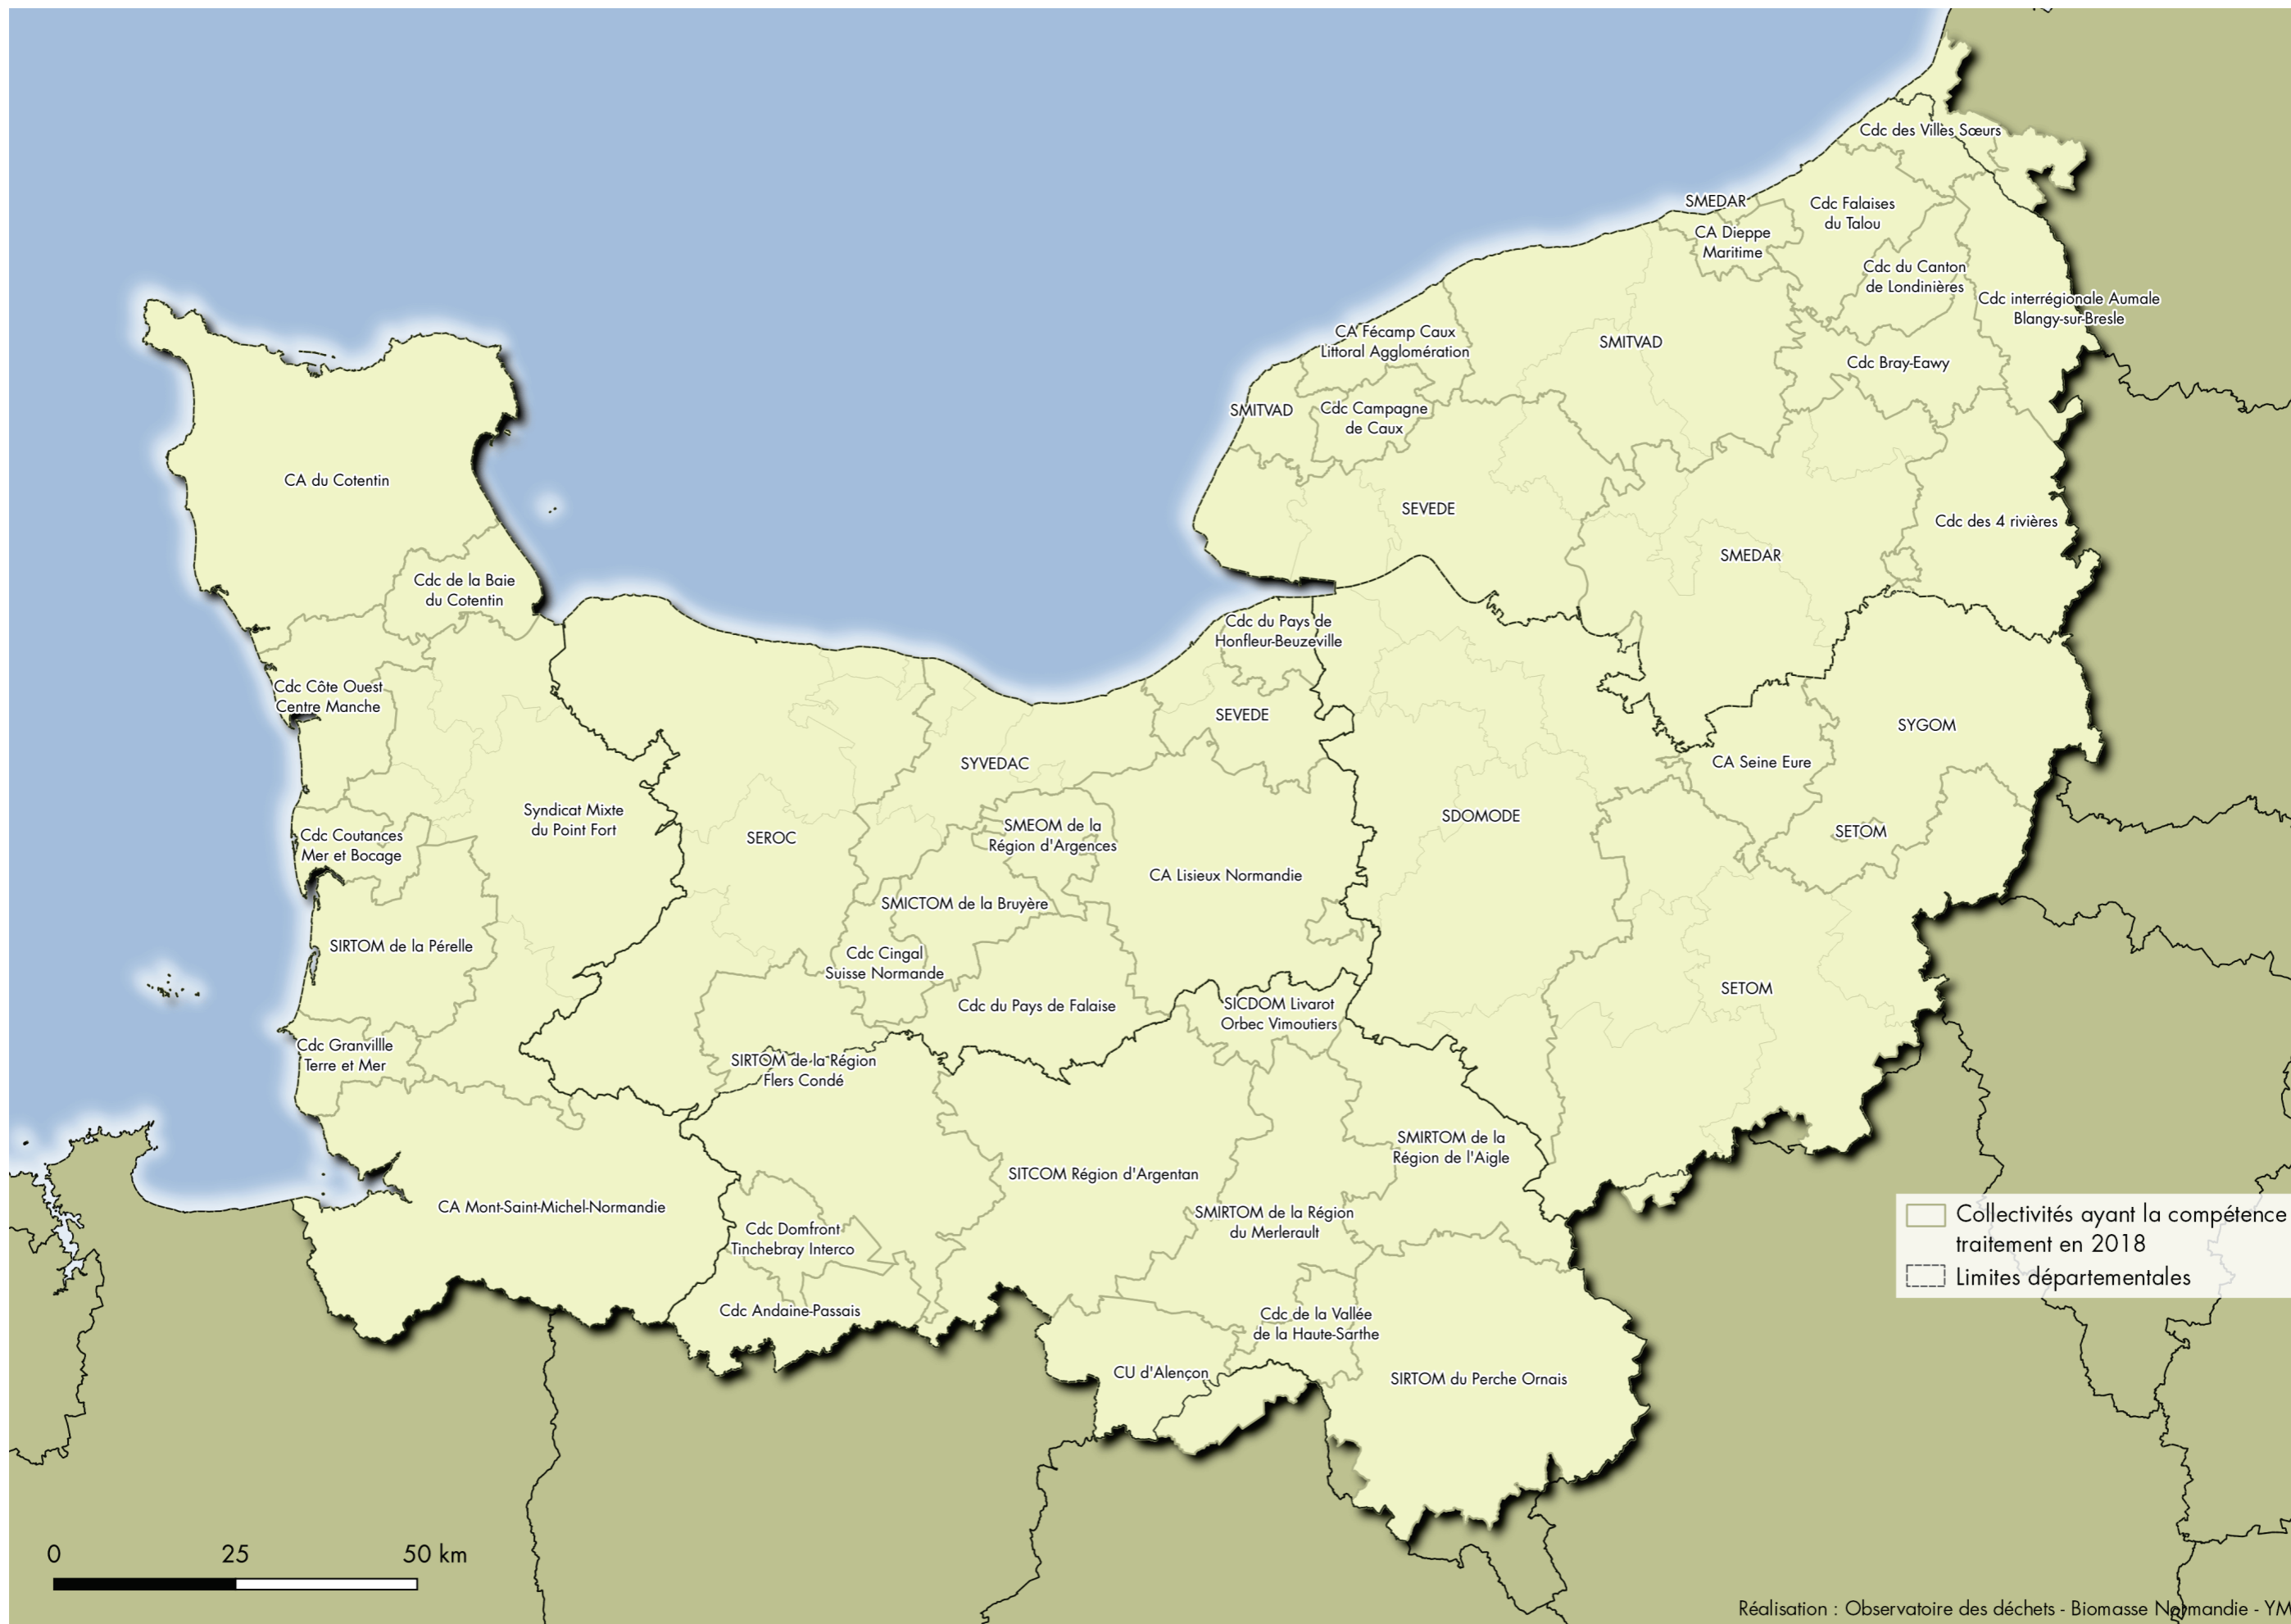 Cdc des Villes Sœurs
SMEDAR
Cdc Falaises
du Talou
CA Dieppe
Maritime
Cdc du Canton
de Londinières
Cdc interrégionale Aumale
Blangy-sur-Bresle
CA Fécamp Caux
Littoral Agglomération
SMITVAD
Cdc Bray-Eawy
SMITVAD
Cdc Campagne
de Caux
CA du Cotentin
SEVEDE
Cdc des 4 rivières
SMEDAR
Cdc de la Baie
du Cotentin
Cdc du Pays de
Honfleur-Beuzeville
Cdc Côte Ouest
Centre Manche
SEVEDE
SYGOM
SYVEDAC
CA Seine Eure
Syndicat Mixte
du Point Fort
SDOMODE
SEROC
SMEOM de la
Région d'Argences
SETOM
Cdc Coutances
Mer et Bocage
CA Lisieux Normandie
SMICTOM de la Bruyère
SIRTOM de la Pérelle
Cdc Cingal
Suisse Normande
SETOM
Cdc du Pays de Falaise
SICDOM Livarot
Orbec Vimoutiers
Cdc Granvillle
Terre et Mer
SIRTOM de la Région
Flers Condé
SMIRTOM de la
Région de l'Aigle
SITCOM Région d'Argentan
CA Mont-Saint-Michel-Normandie
SMIRTOM de la Région
du Merlerault
Cdc Domfront
Tinchebray Interco
Cdc Andaine-Passais
Cdc de la Vallée
de la Haute-Sarthe
CU d'Alençon
SIRTOM du Perche Ornais
Collectivités ayant la compétence
traitement en 2018
Limites départementales
0 25 50 km
Réalisation : Observatoire des déchets - Biomasse Normandie - YM